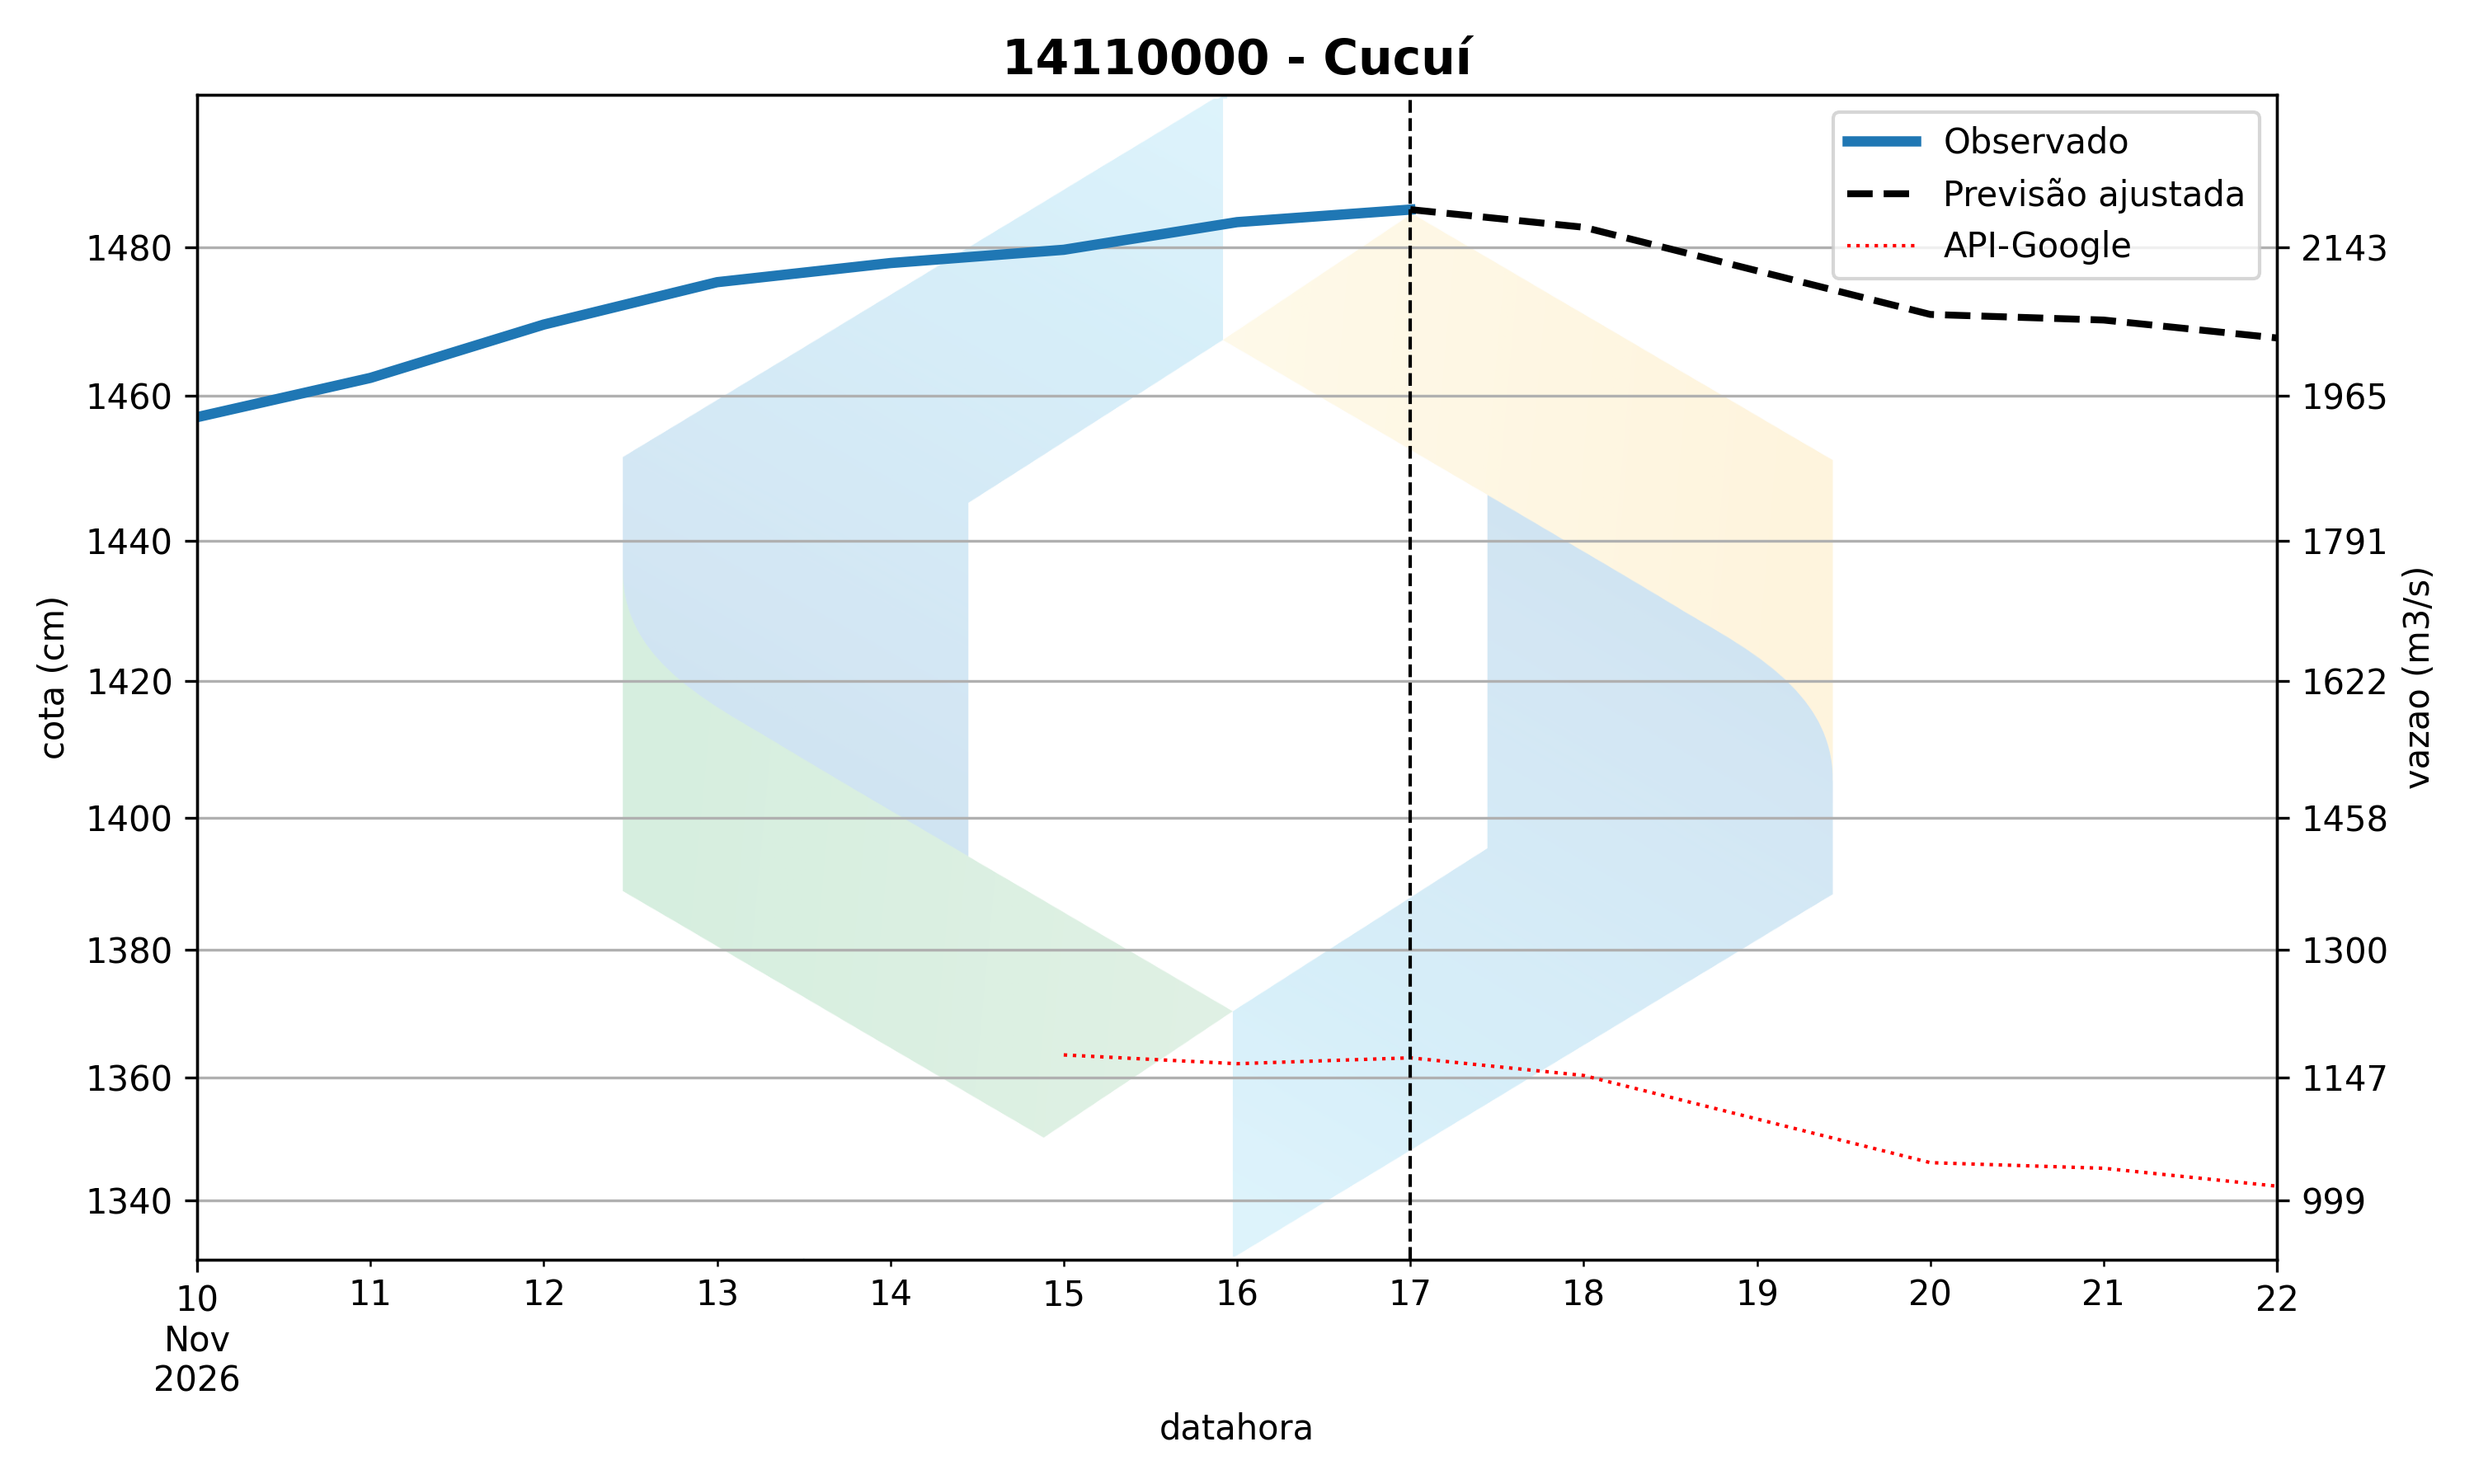 14110000 - Cucuí
Observado
Previsão ajustada
API-Google
1480
1460
1440
1420
1400
1380
1360
1340
cota (cm)
2143
1965
1791
1622
1458
1300
1147
999
vazao (m3/s)
10 11 12 13 14 15 16 17 18 19 20 21 22
Nov
2026
datahora